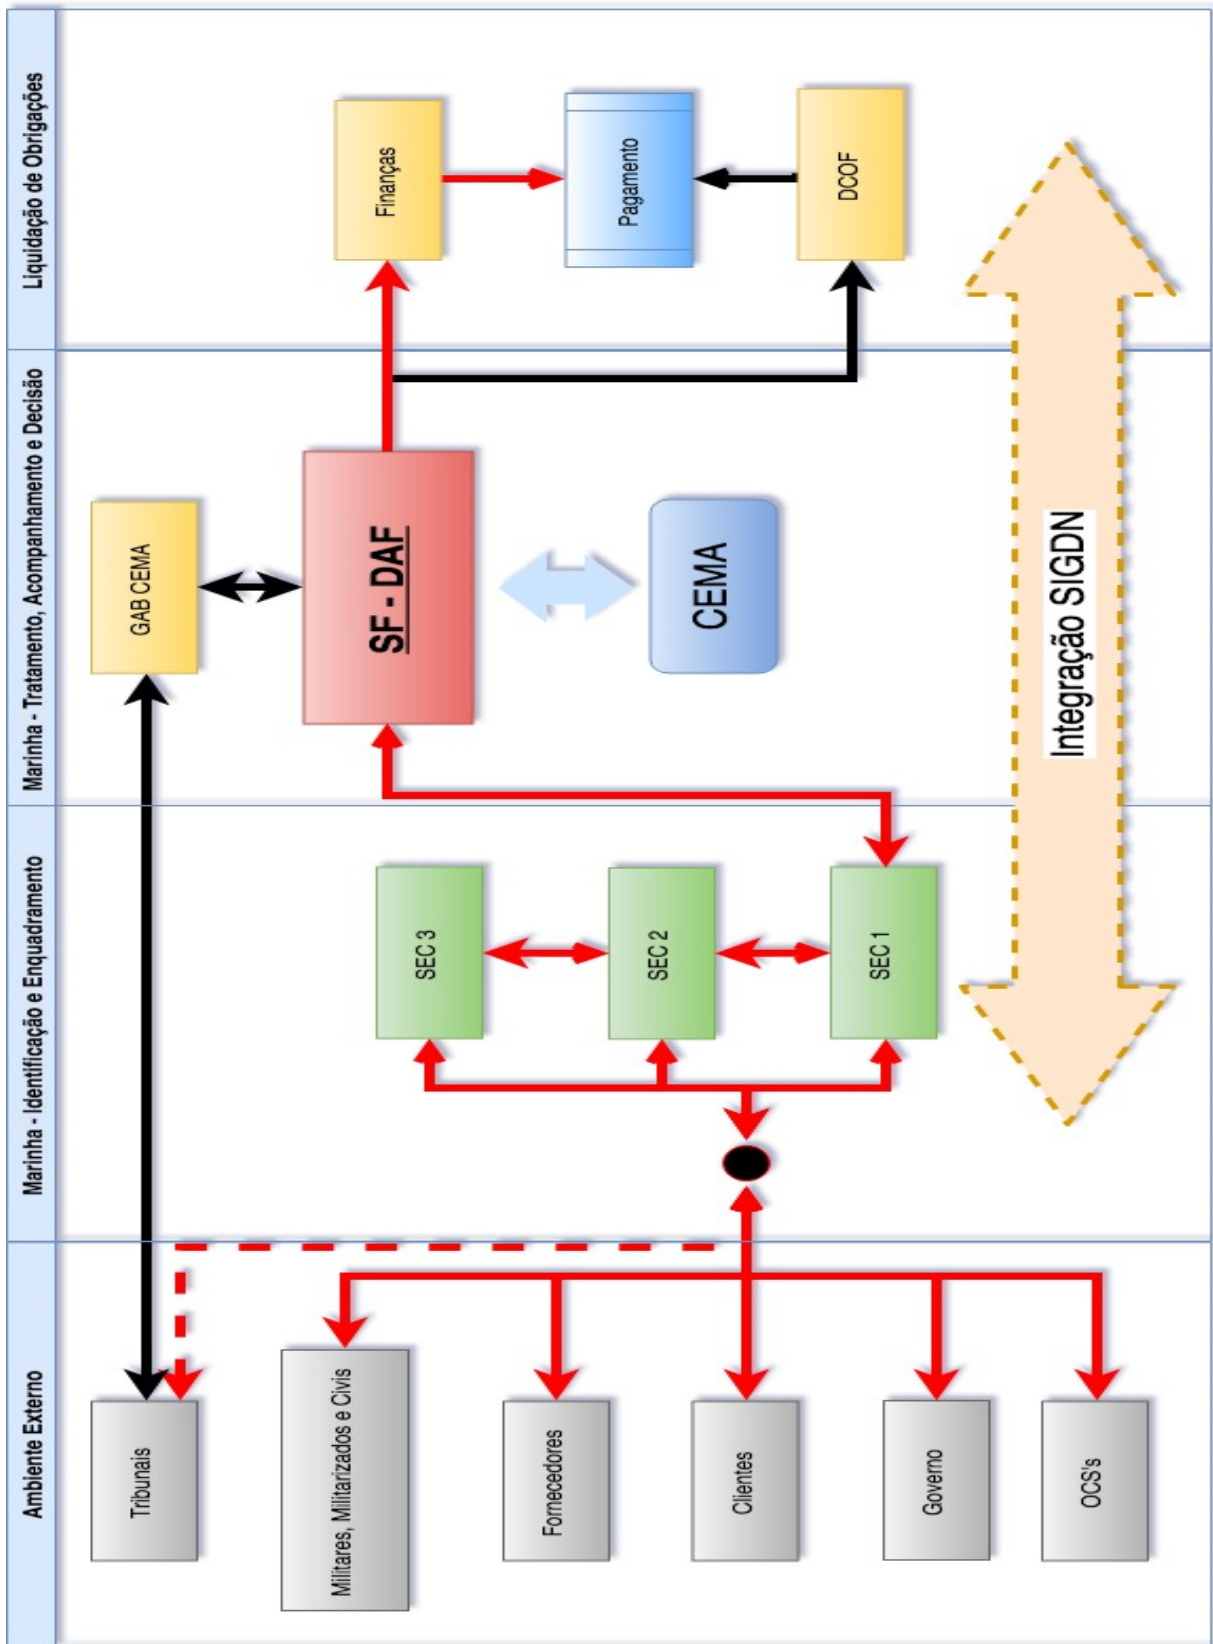 Ambiente Externo
Tribunais
Militares, Militarizados e Civis
Fornecedores
Clientes
Governo
OCS's
Marinha - Identificação e Enquadramento
SEC 3
SEC 2
SEC 1
Marinha - Tratamento, Acompanhamento e Decisão
GAB CEMA
SF - DAF
CEMA
Integração SIGDN
Liquidação de Obrigações
Finanças
Pagamento
DCOF